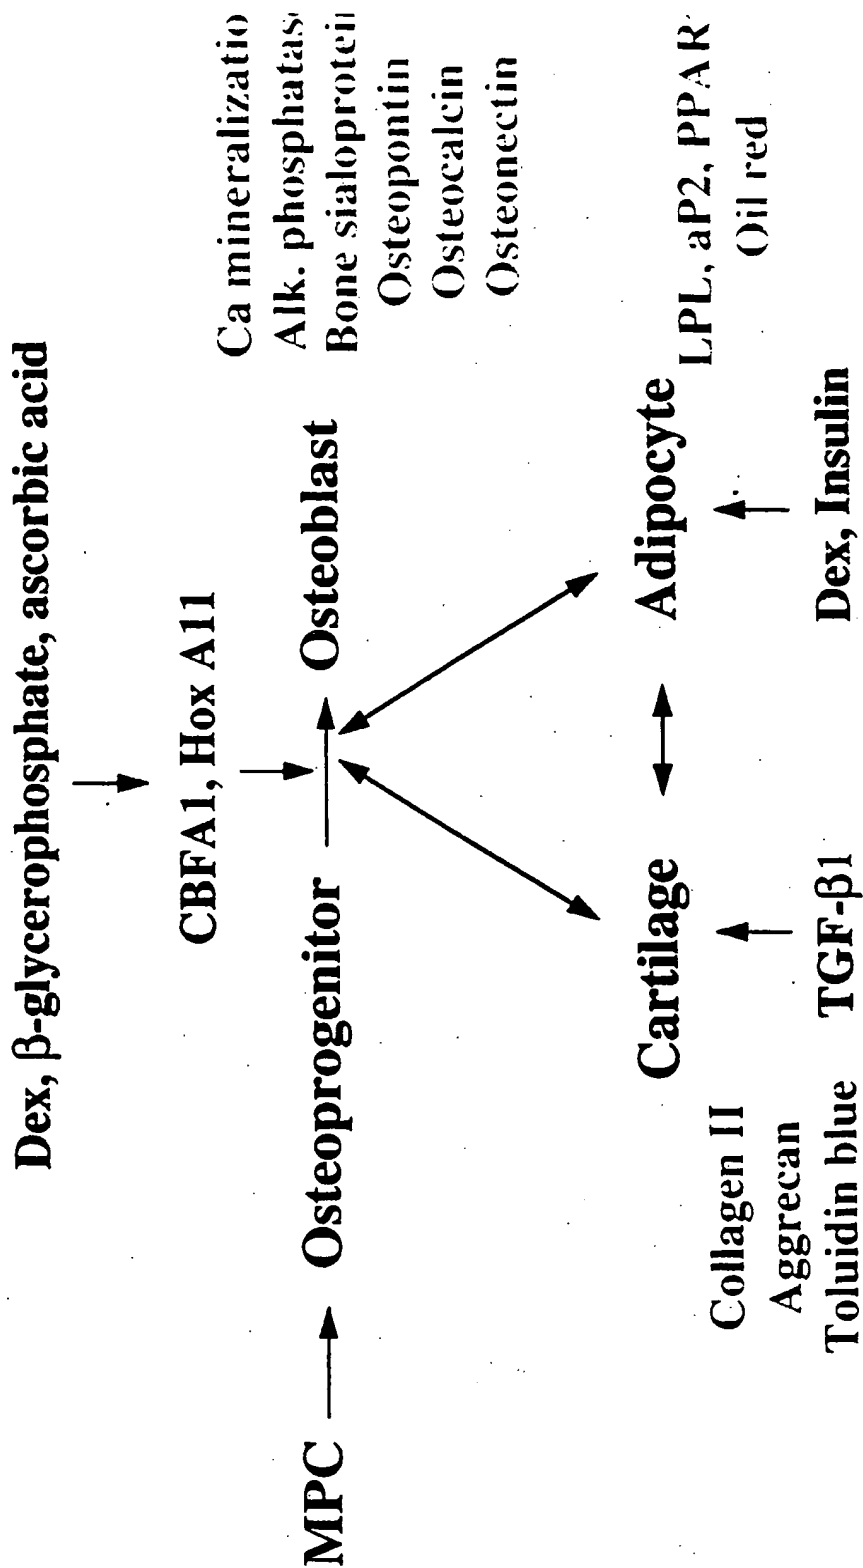 Dex, β-glycerophosphate, ascorbic acid
CBFA1, Hox A11
MPC
Osteoprogenitor
Osteoblast
Ca mineralizatio
Alk. phosphatas
Bone sialoprotei
Osteopontin
Osteocalcin
Osteonectin
Cartilage
Adipocyte
LPL, aP2, PPAR
Oil red
Collagen II
Aggrecan
Toluidin blue
TGF-β1
Dex, Insulin